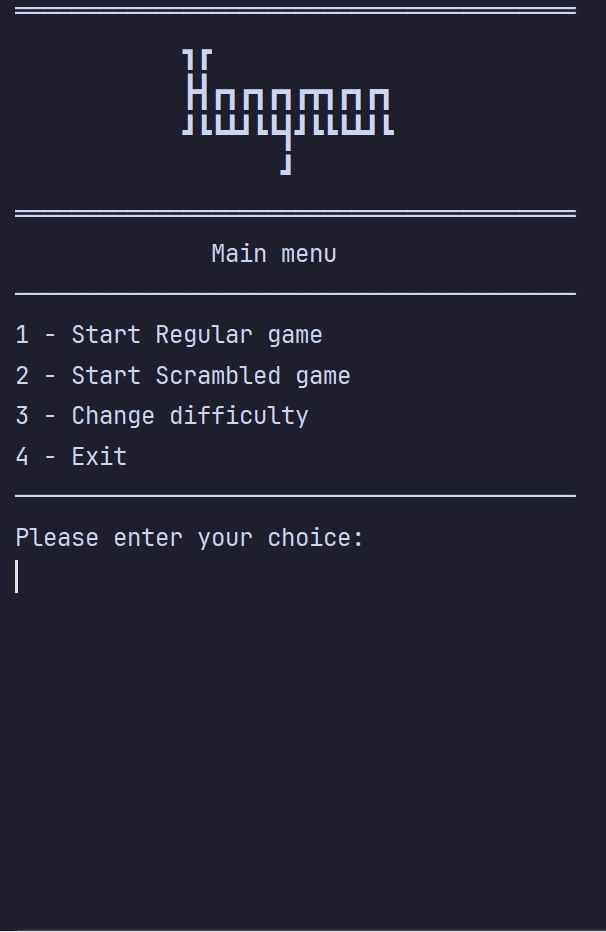 Hangman
Main menu
1 - Start Regular game
2 - Start Scrambled game
3 - Change difficulty
4 - Exit
Please enter your choice: